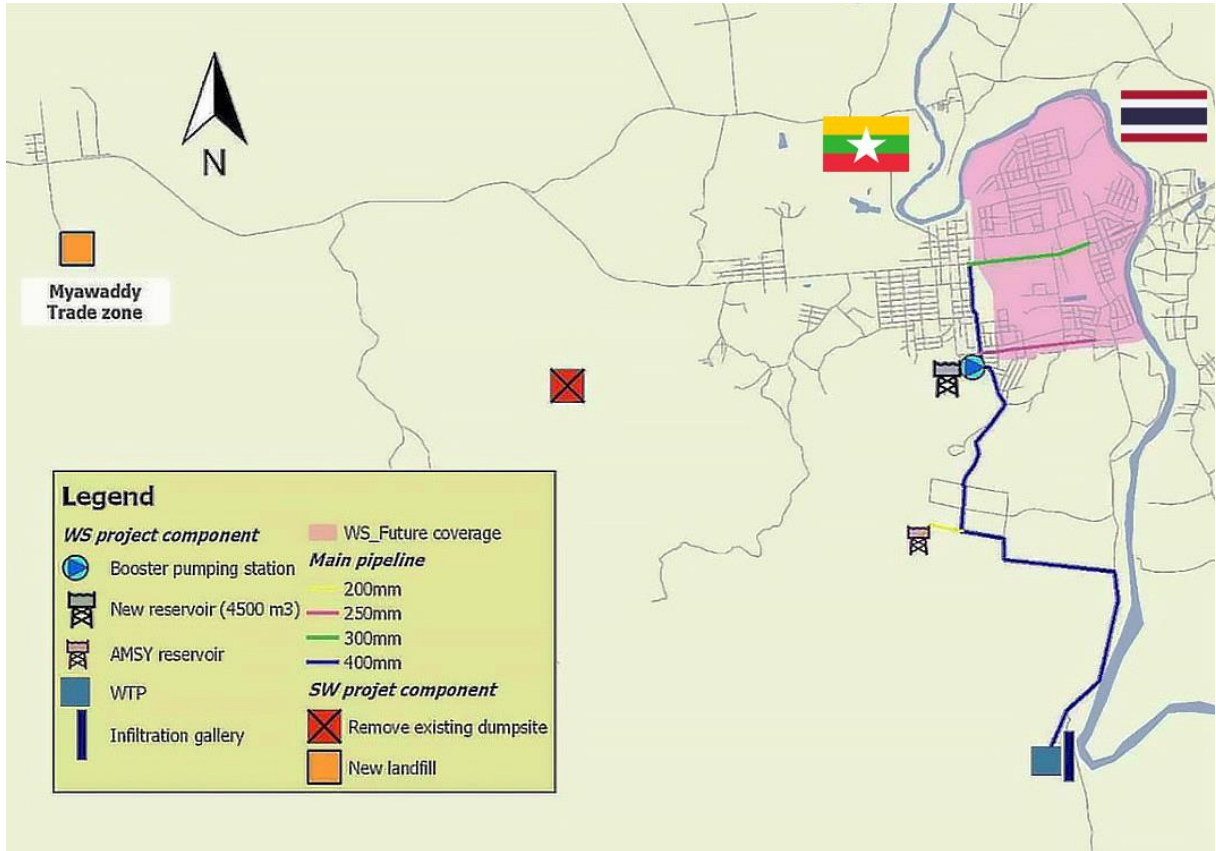 N
Myawaddy
Trade zone
Legend
WS project component
Booster pumping station
New reservoir (4500 m3)
AMSY reservoir
WTP
Infiltration gallery
WS_Future coverage
Main pipeline
200mm
250mm
300mm
400mm
SW projet component
Remove existing dumpsite
New landfill